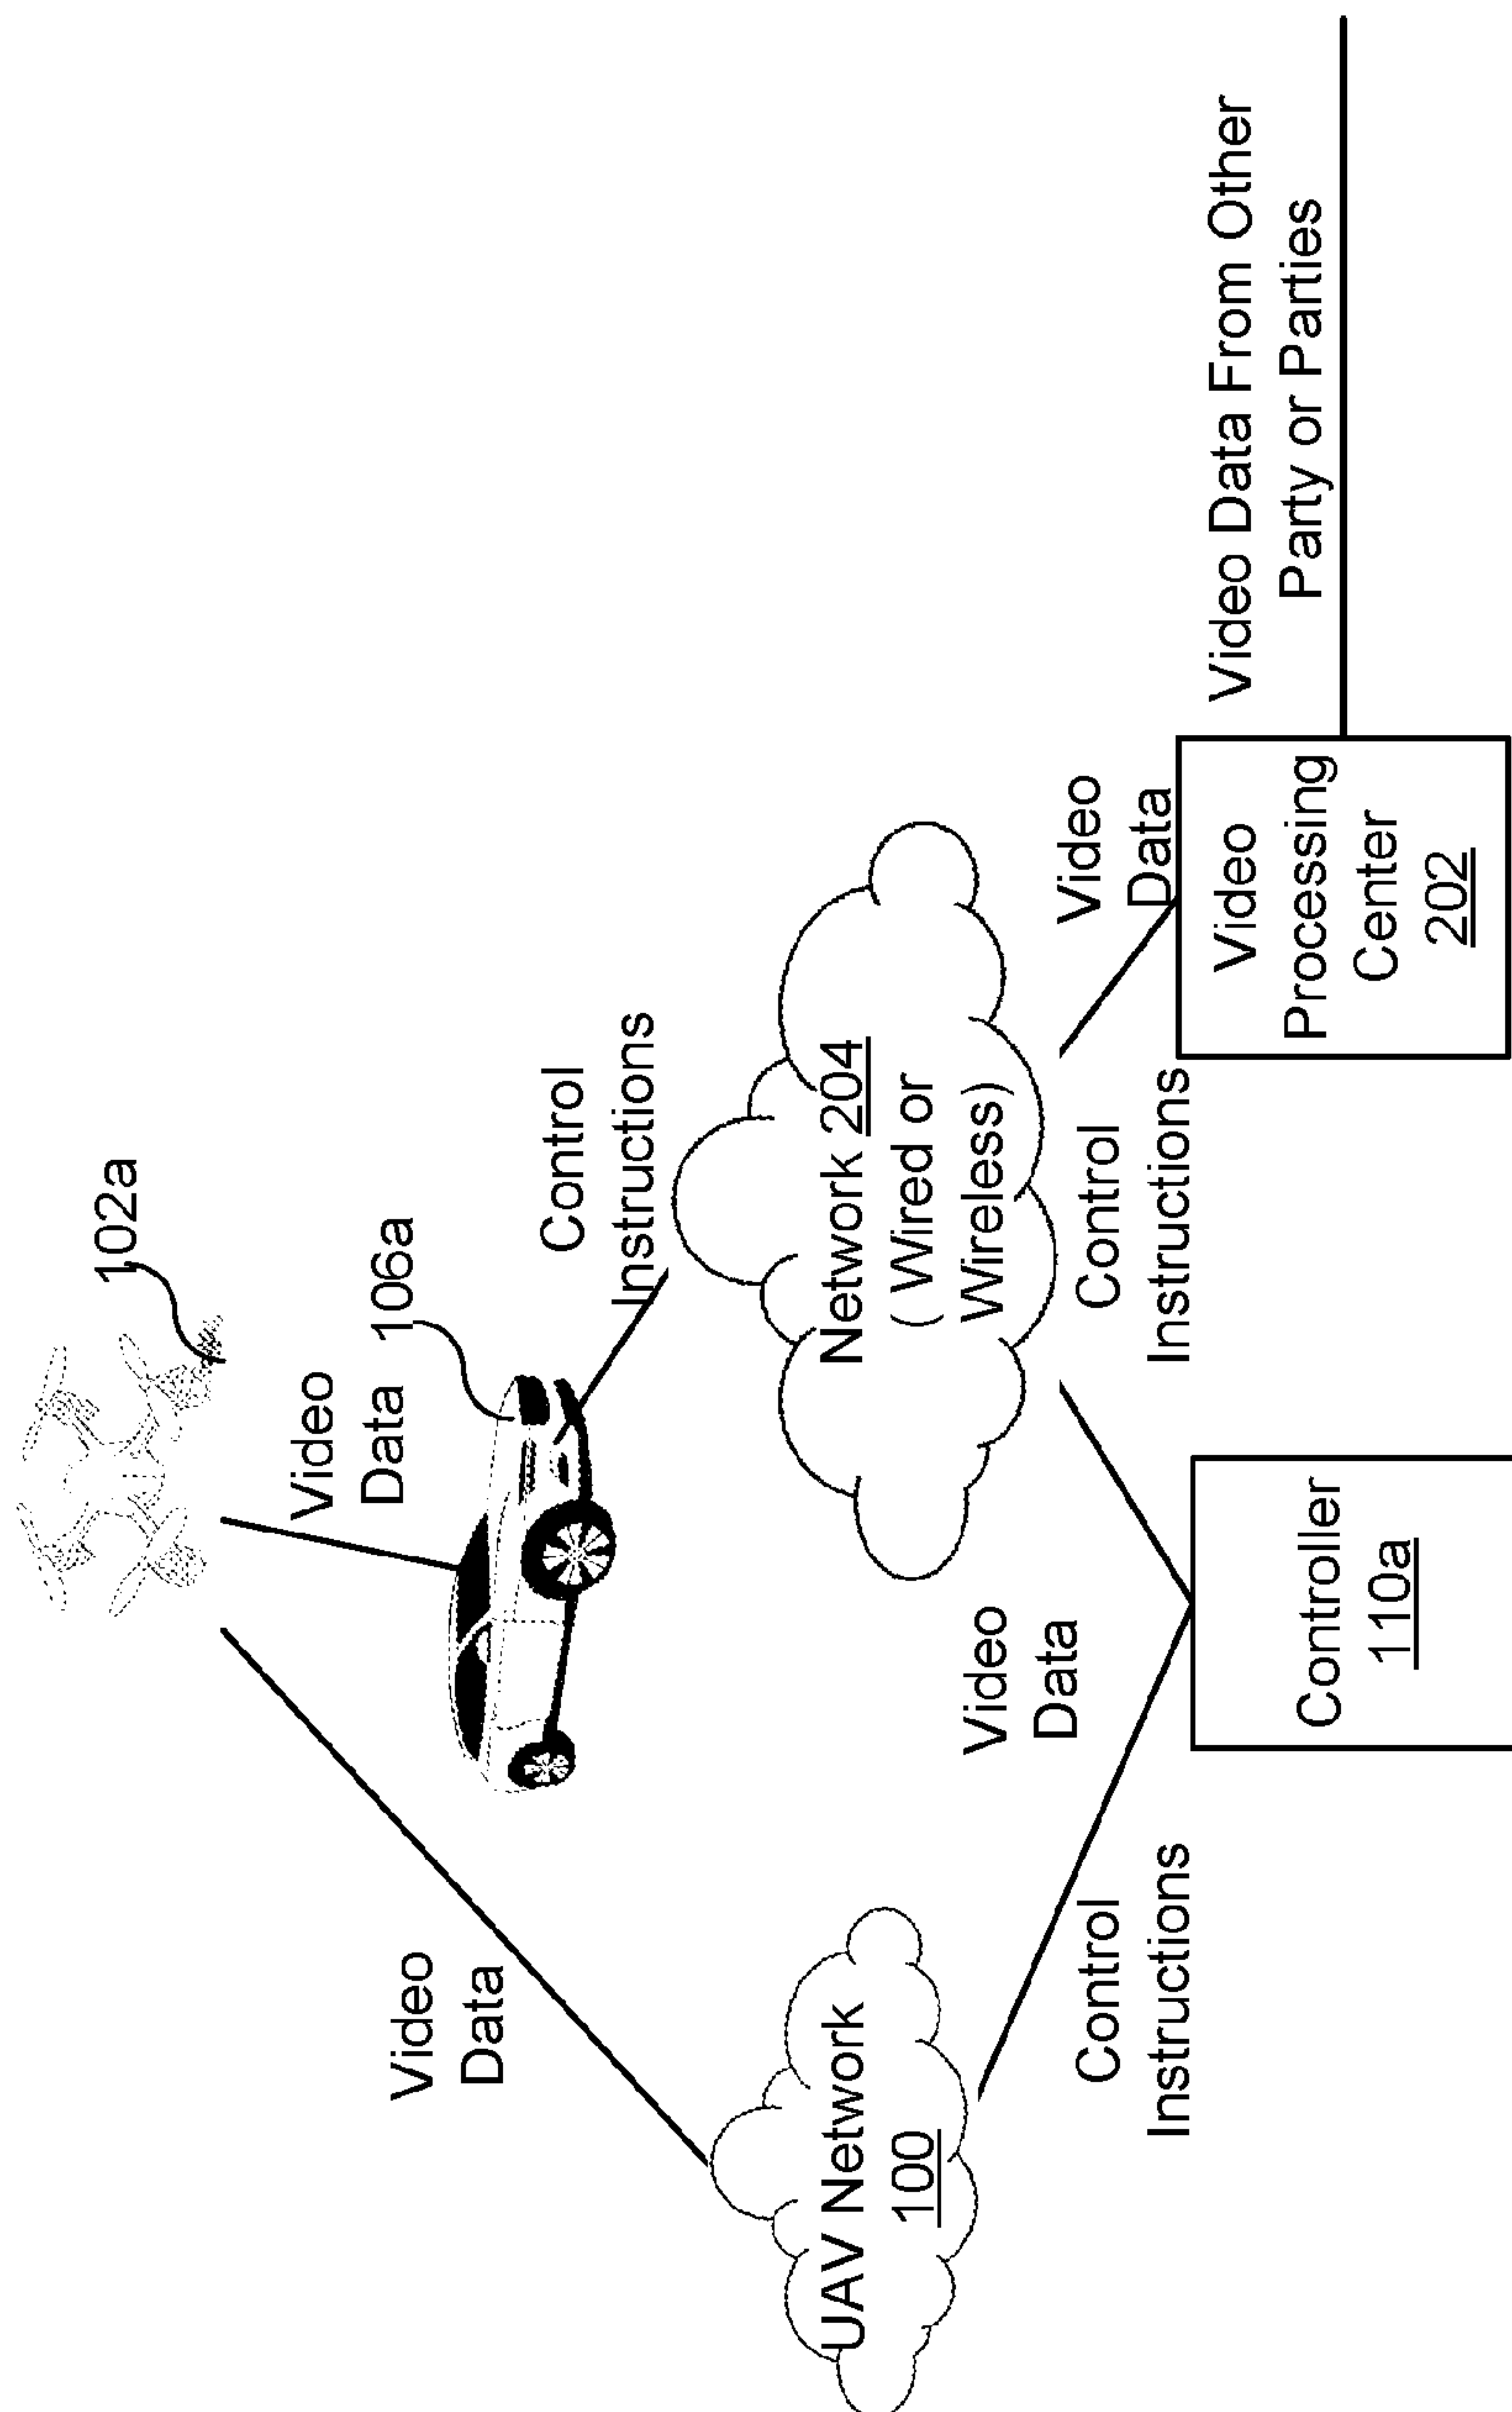 102a
Video
Data
106a
Video
Data
Control
Instructions
UAV Network
100
Network 204
( Wired or
Wireless)
Video
Data
Control
Instructions
Control
Instructions
Video
Data
Controller
110a
Video
Processing
Center
202
Video Data From Other
Party or Parties